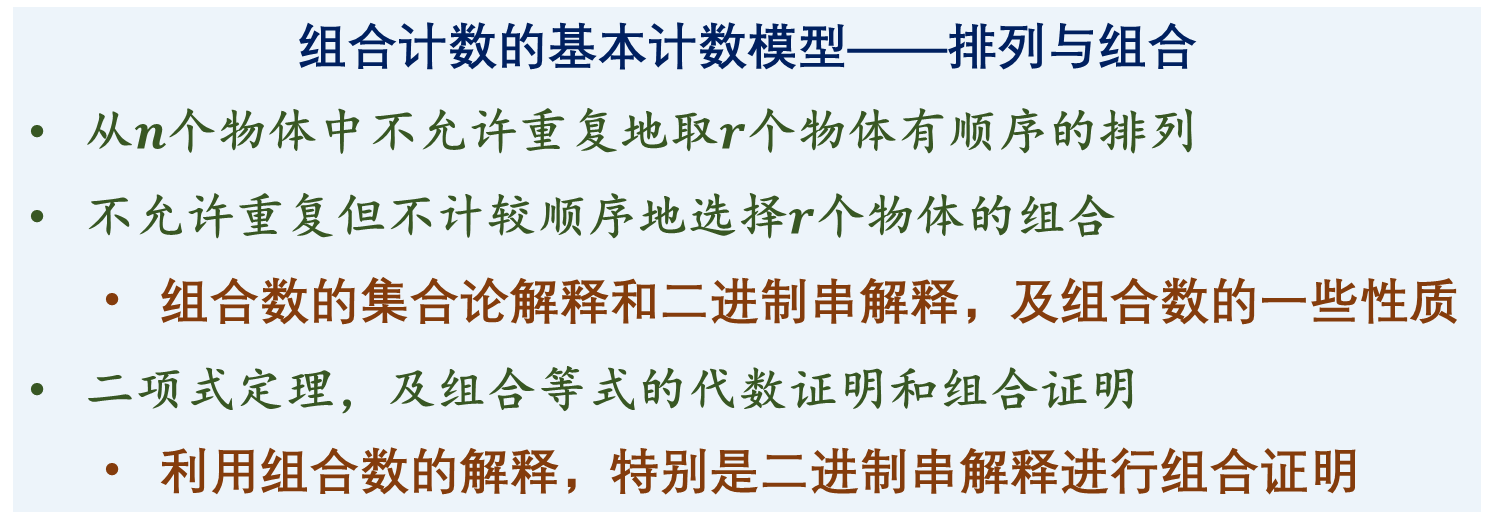 组合计数的基本计数模型——排列与组合
• 从n个物体中不允许重复地取r个物体有顺序的排列
• 不允许重复但不计较顺序地选择r个物体的组合
• 组合数的集合论解释和二进制串解释，及组合数的一些性质
• 二项式定理，及组合等式的代数证明和组合证明
• 利用组合数的解释，特别是二进制串解释进行组合证明